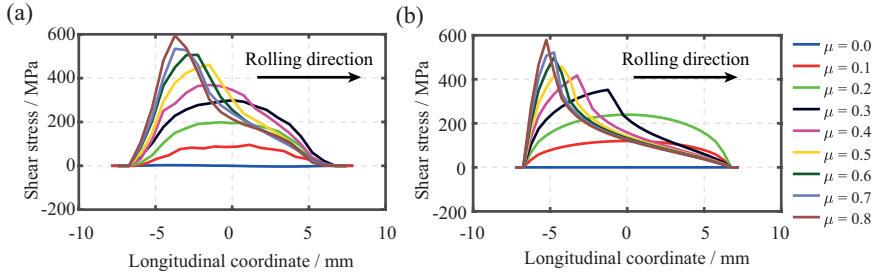 (a)
600
400
200
0
-200
-10
-5
0
5
10
Shear stress / MPa
Longitudinal coordinate / mm
Rolling direction
(b)
600
400
200
0
-200
-10
-5
0
5
10
Shear stress / MPa
Longitudinal coordinate / mm
Rolling direction
μ = 0.0
μ = 0.1
μ = 0.2
μ = 0.3
μ = 0.4
μ = 0.5
μ = 0.6
μ = 0.7
μ = 0.8